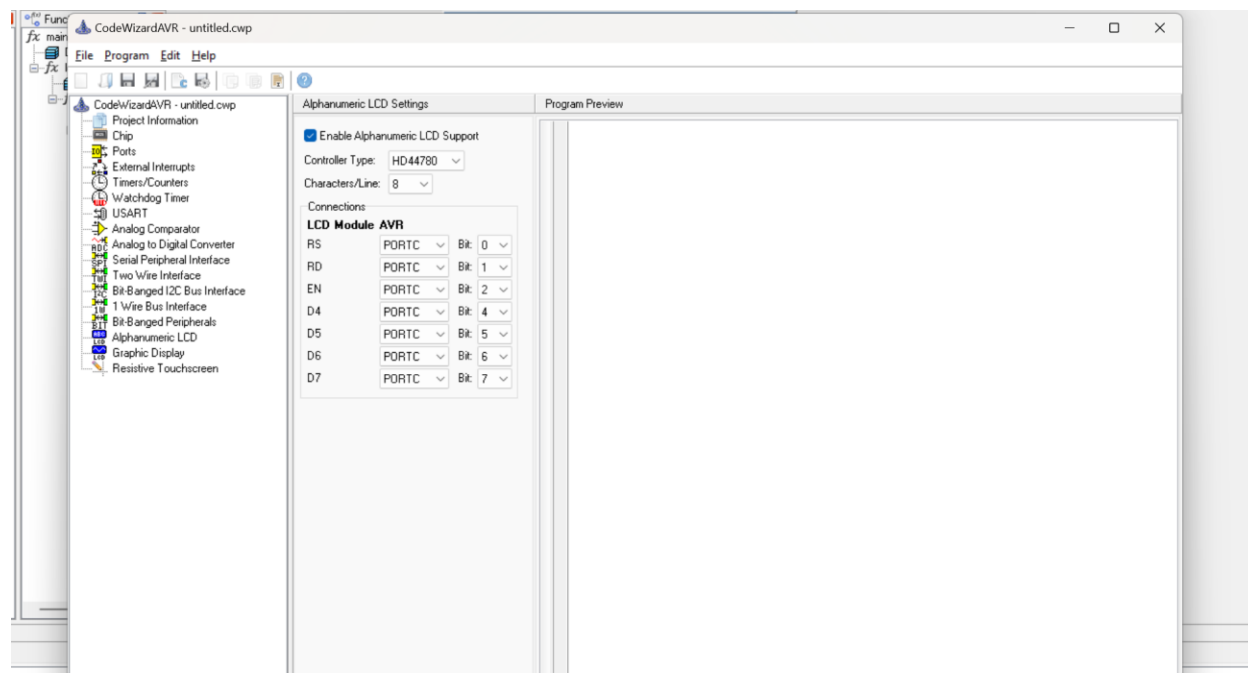 Func
CodeWizardAVR - untitled.cwp
fx main
File Program Edit Help
CodeWizardAVR - untitled.cwp
Project Information
Chip
Ports
External Interrupts
Timers/Counters
Watchdog Timer
USART
Analog Comparator
Analog to Digital Converter
Serial Peripheral Interface
Two Wire Interface
Bit-Banged I2C Bus Interface
1 Wire Bus Interface
Bit-Banged Peripherals
Alphanumeric LCD
Graphic Display
Resistive Touchscreen
Alphanumeric LCD Settings
Enable Alphanumeric LCD Support
Controller Type: HD44780
Characters/Line: 8
Connections
LCD Module AVR
RS PORTC Bit: 0
RD PORTC Bit: 1
EN PORTC Bit: 2
D4 PORTC Bit: 4
D5 PORTC Bit: 5
D6 PORTC Bit: 6
D7 PORTC Bit: 7
Program Preview